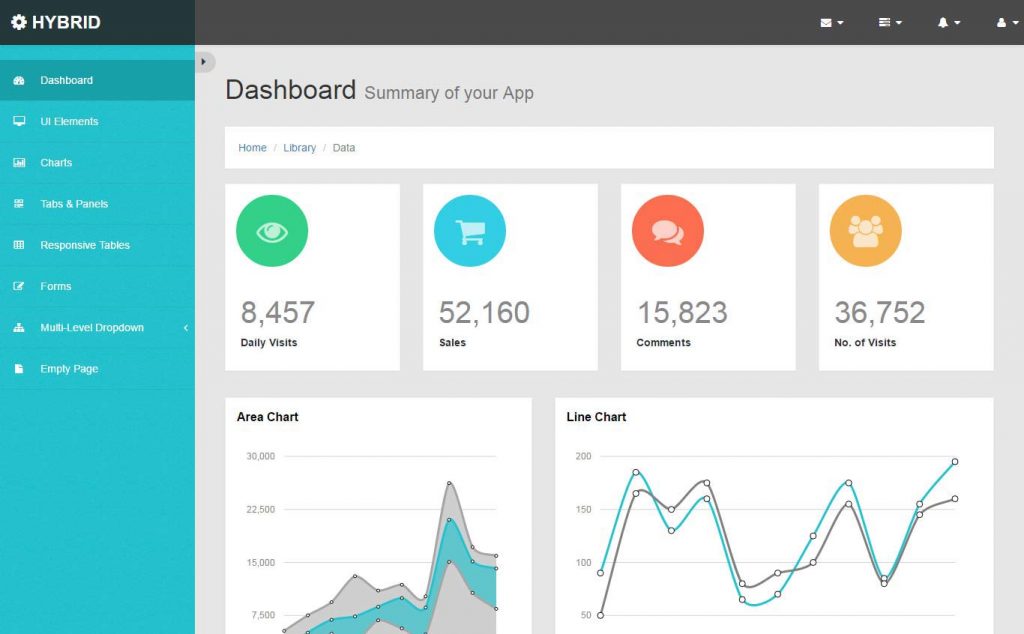 HYBRID
Dashboard
UI Elements
Charts
Tabs & Panels
Responsive Tables
Forms
Multi-Level Dropdown
Empty Page
Dashboard Summary of your App
Home / Library / Data
8,457
Daily Visits
52,160
Sales
15,823
Comments
36,752
No. of Visits
Area Chart
30,000
22,500
15,000
7,500
Line Chart
200
150
100
50